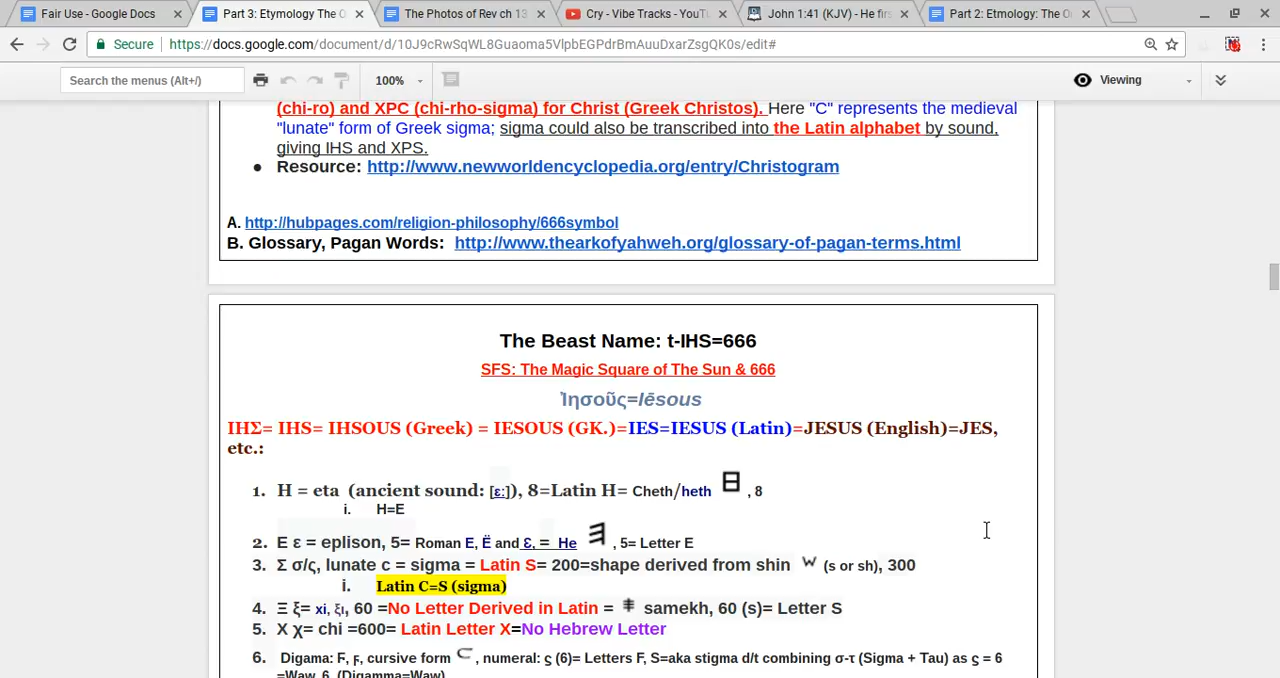 Fair Use - Google Docs
Part 3: Etymology The O
The Photos of Rev ch 13
Cry - Vibe Tracks - YouT
John 1:41 (KJV) - He firs
Part 2: Etmology: The O
Secure
https://docs.google.com/document/d/10J9cRwSqWL8Guaoma5VlpbEGPdrBmAuuDxarZsgQK0s/edit#
Search the menus (Alt+/)
100%
Viewing
(chi-ro) and XPC (chi-rho-sigma) for Christ (Greek Christos). Here "C" represents the medieval
"lunate" form of Greek sigma; sigma could also be transcribed into the Latin alphabet by sound,
giving IHS and XPS.
● Resource: http://www.newworldencyclopedia.org/entry/Christogram
A. http://hubpages.com/religion-philosophy/666symbol
B. Glossary, Pagan Words: http://www.thearkofyahweh.org/glossary-of-pagan-terms.html
The Beast Name: t-IHS=666
SFS: The Magic Square of The Sun & 666
Ἰησοῦς=Iēsous
IHΣ= IHS= IHSOUS (Greek) = IESOUS (GK.)=IES=IESUS (Latin)=JESUS (English)=JES,
etc.:
1. H = eta (ancient sound: [ɛː]), 8=Latin H= Cheth/heth 𐤇 , 8
i. H=E
2. E ε = eplison, 5= Roman E, Ë and Ɛ, = He 𐤄 , 5= Letter E
3. Σ σ/ς, lunate c = sigma = Latin S= 200=shape derived from shin 𐤔 (s or sh), 300
i. Latin C=S (sigma)
4. Ξ ξ= xi, ξι, 60 =No Letter Derived in Latin = 𐤎 samekh, 60 (s)= Letter S
5. X χ= chi =600= Latin Letter X=No Hebrew Letter
6. Digama: F, ϝ, cursive form , numeral: ϛ (6)= Letters F, S=aka stigma d/t combining σ-τ (Sigma + Tau) as ϛ = 6
=Waw, 6, (Digamma=Waw)